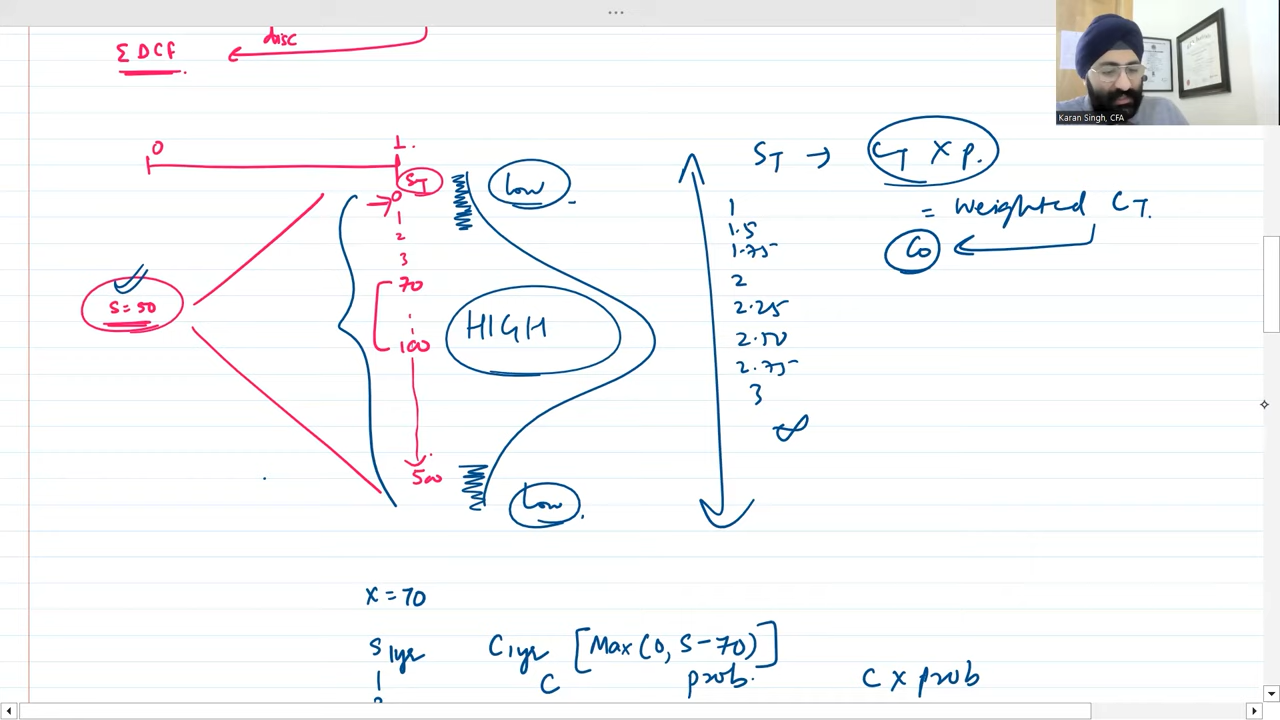 disc
Σ DCF
0
1.
ST
0
1
2
3
70
100
500
S = 50
Low
HIGH
Low
ST → CT X p.
= weighted CT.
Co
1
1.5
1.75
2
2.25
2.50
2.75
3
∞
X = 70
S 1yr C 1yr [Max (0, S - 70)]
1 C prob. C X prob
Karan Singh, CFA